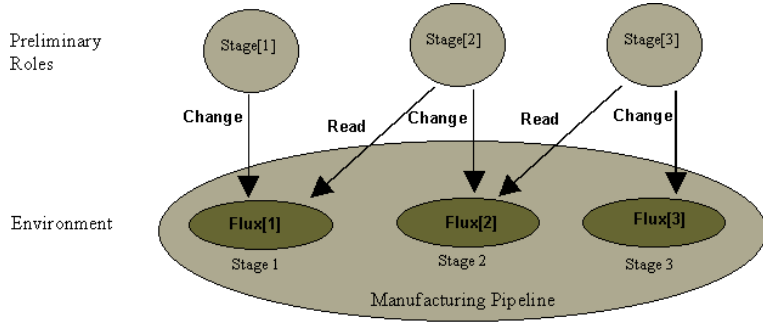 Preliminary
Roles
Stage[1]
Stage[2]
Stage[3]
Change
Read
Change
Read
Change
Environment
Flux[1]
Flux[2]
Flux[3]
Stage 1
Stage 2
Stage 3
Manufacturing Pipeline